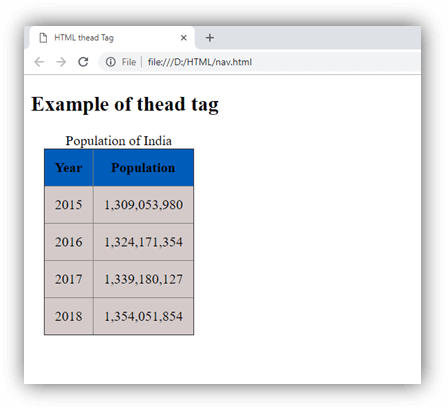 HTML thead Tag
File file:///D:/HTML/nav.html
Example of thead tag
Population of India
Year Population
2015 1,309,053,980
2016 1,324,171,354
2017 1,339,180,127
2018 1,354,051,854